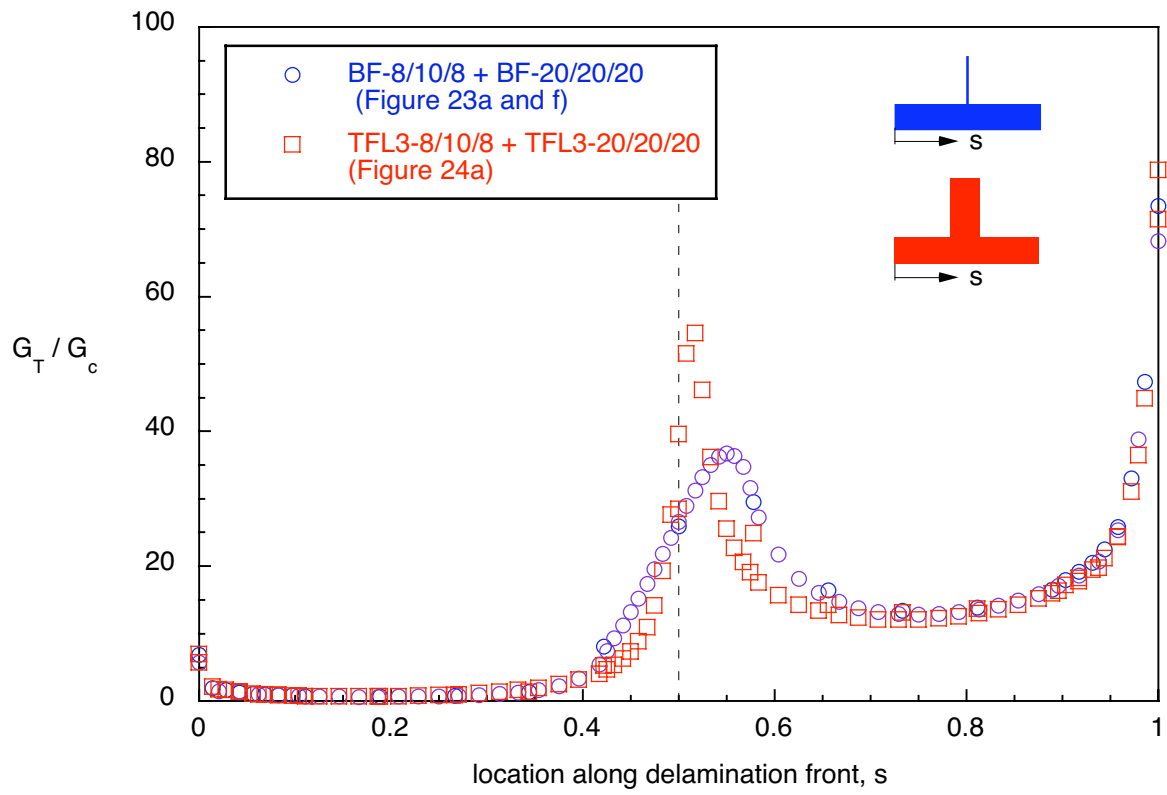 100
80
60
40
20
0
G_T / G_c
BF-8/10/8 + BF-20/20/20
(Figure 23a and f)
TFL3-8/10/8 + TFL3-20/20/20
(Figure 24a)
s
s
0
0.2
0.4
0.6
0.8
1
location along delamination front, s